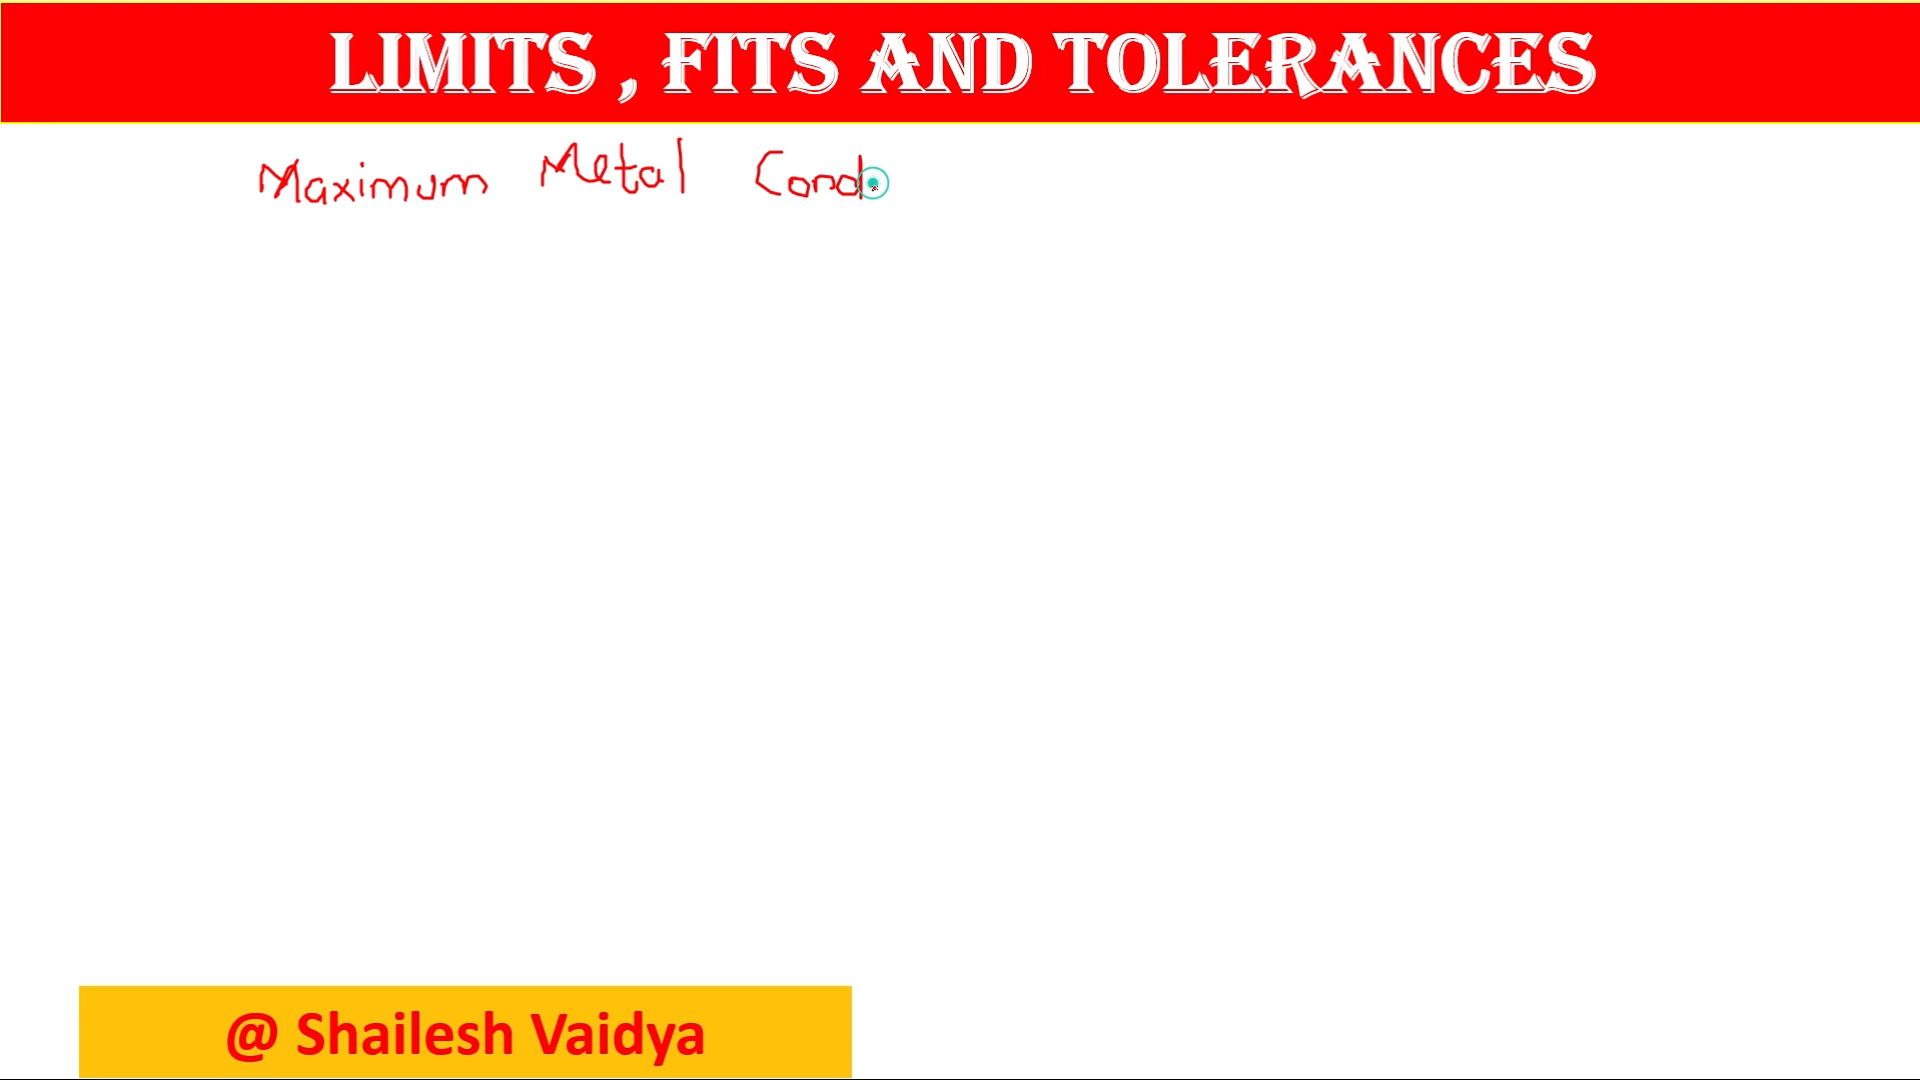 LIMITS , FITS AND TOLERANCES
Maximum Metal Cond
@ Shailesh Vaidya